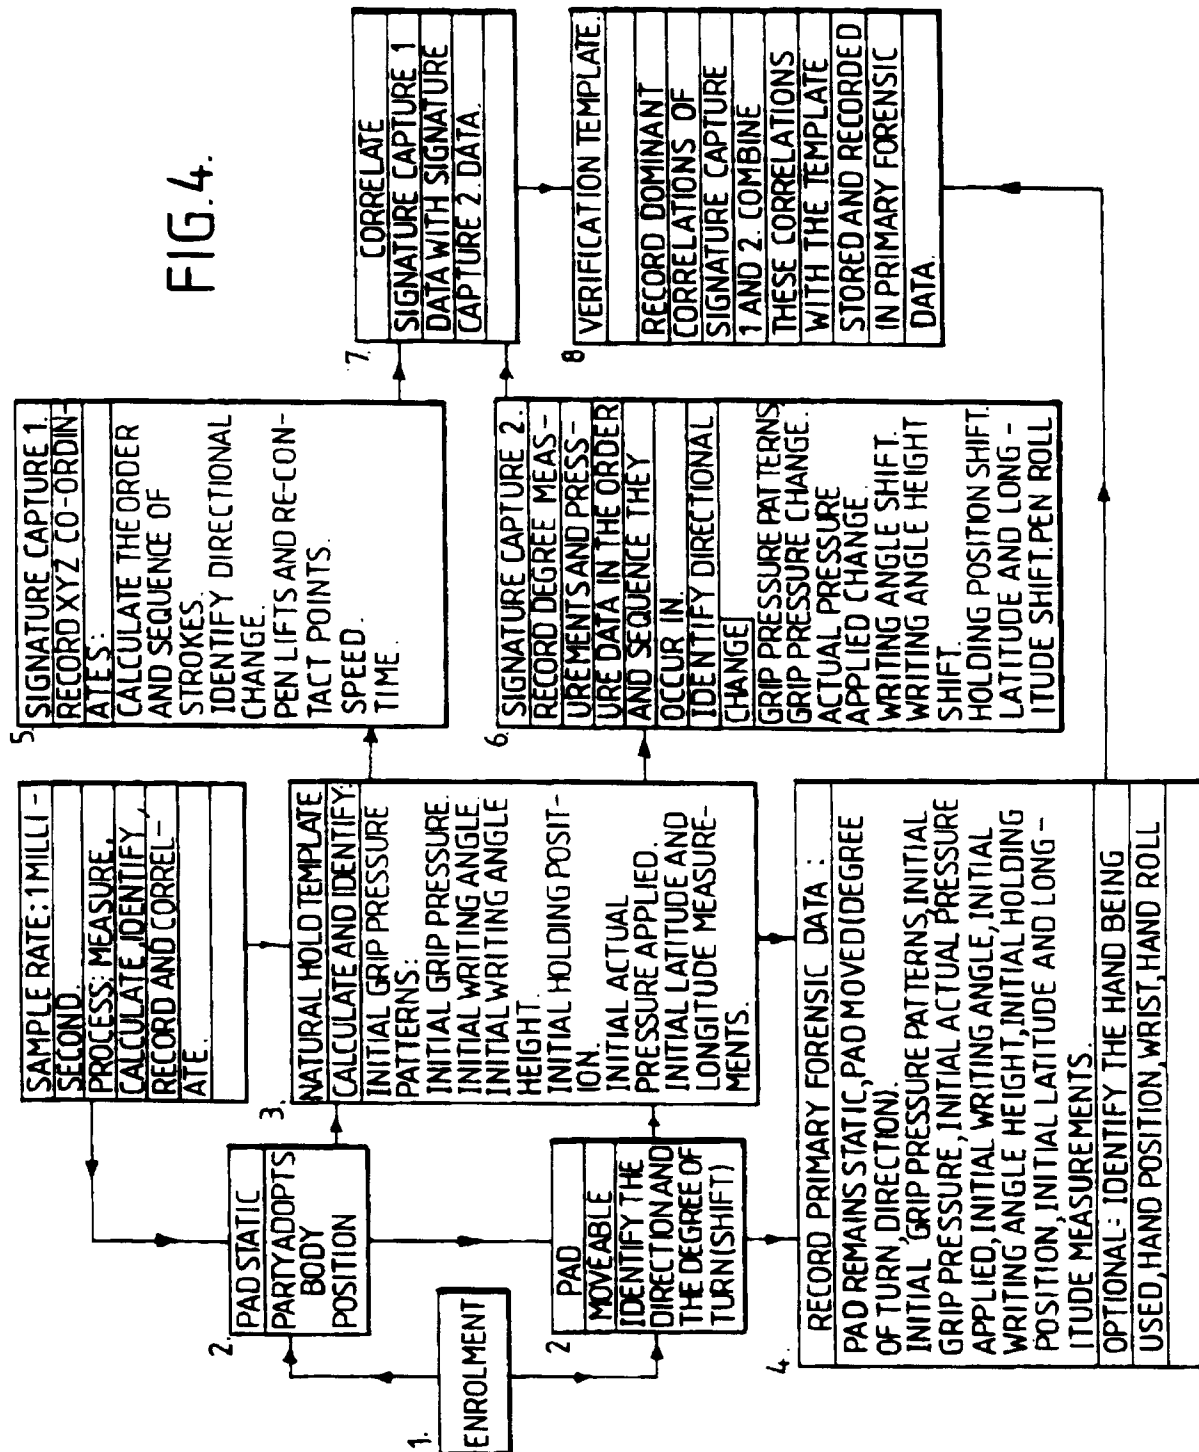 FIG.4.
1.
ENROLMENT
2.
PAD STATIC
PARTY ADOPTS
BODY
POSITION
2
PAD
MOVEABLE
IDENTIFY THE
DIRECTION AND
THE DEGREE OF
TURN(SHIFT)
SAMPLE RATE: 1 MILLI-
SECOND.
PROCESS: MEASURE,
CALCULATE, IDENTIFY,
RECORD AND CORREL-
ATE.
3.
NATURAL HOLD TEMPLATE
CALCULATE AND IDENTIFY:
INITIAL GRIP PRESSURE
PATTERNS:
INITIAL GRIP PRESSURE.
INITIAL WRITING ANGLE.
INITIAL WRITING ANGLE
HEIGHT.
INITIAL HOLDING POSIT-
ION.
INITIAL ACTUAL
PRESSURE APPLIED.
INITIAL LATITUDE AND
LONGITUDE MEASURE-
MENTS.
4.
RECORD PRIMARY FORENSIC DATA:
PAD REMAINS STATIC, PAD MOVED (DEGREE
OF TURN, DIRECTION).
INITIAL GRIP PRESSURE PATTERNS, INITIAL
GRIP PRESSURE, INITIAL ACTUAL PRESSURE
APPLIED, INITIAL WRITING ANGLE, INITIAL
WRITING ANGLE HEIGHT, INITIAL HOLDING
POSITION, INITIAL LATITUDE AND LONG-
ITUDE MEASUREMENTS.
OPTIONAL: IDENTIFY THE HAND BEING
USED, HAND POSITION, WRIST, HAND ROLL
5.
SIGNATURE CAPTURE 1.
RECORD XYZ CO-ORDIN-
ATES:
CALCULATE THE ORDER
AND SEQUENCE OF
STROKES.
IDENTIFY DIRECTIONAL
CHANGE.
PEN LIFTS AND RE-CON-
TACT POINTS.
SPEED.
TIME.
6.
SIGNATURE CAPTURE 2.
RECORD DEGREE MEAS-
UREMENTS AND PRESS-
URE DATA IN THE ORDER
AND SEQUENCE THEY
OCCUR IN.
IDENTIFY DIRECTIONAL
CHANGE
GRIP PRESSURE PATTERNS
GRIP PRESSURE CHANGE.
ACTUAL PRESSURE
APPLIED CHANGE.
WRITING ANGLE SHIFT.
WRITING ANGLE HEIGHT
SHIFT.
HOLDING POSITION SHIFT.
LATITUDE AND LONG-
ITUDE SHIFT. PEN ROLL
7.
CORRELATE
SIGNATURE CAPTURE 1
DATA WITH SIGNATURE
CAPTURE 2. DATA.
8
VERIFICATION TEMPLATE.
RECORD DOMINANT
CORRELATIONS OF
SIGNATURE CAPTURE
1 AND 2. COMBINE
THESE CORRELATIONS
WITH THE TEMPLATE
STORED AND RECORDED
IN PRIMARY FORENSIC
DATA.